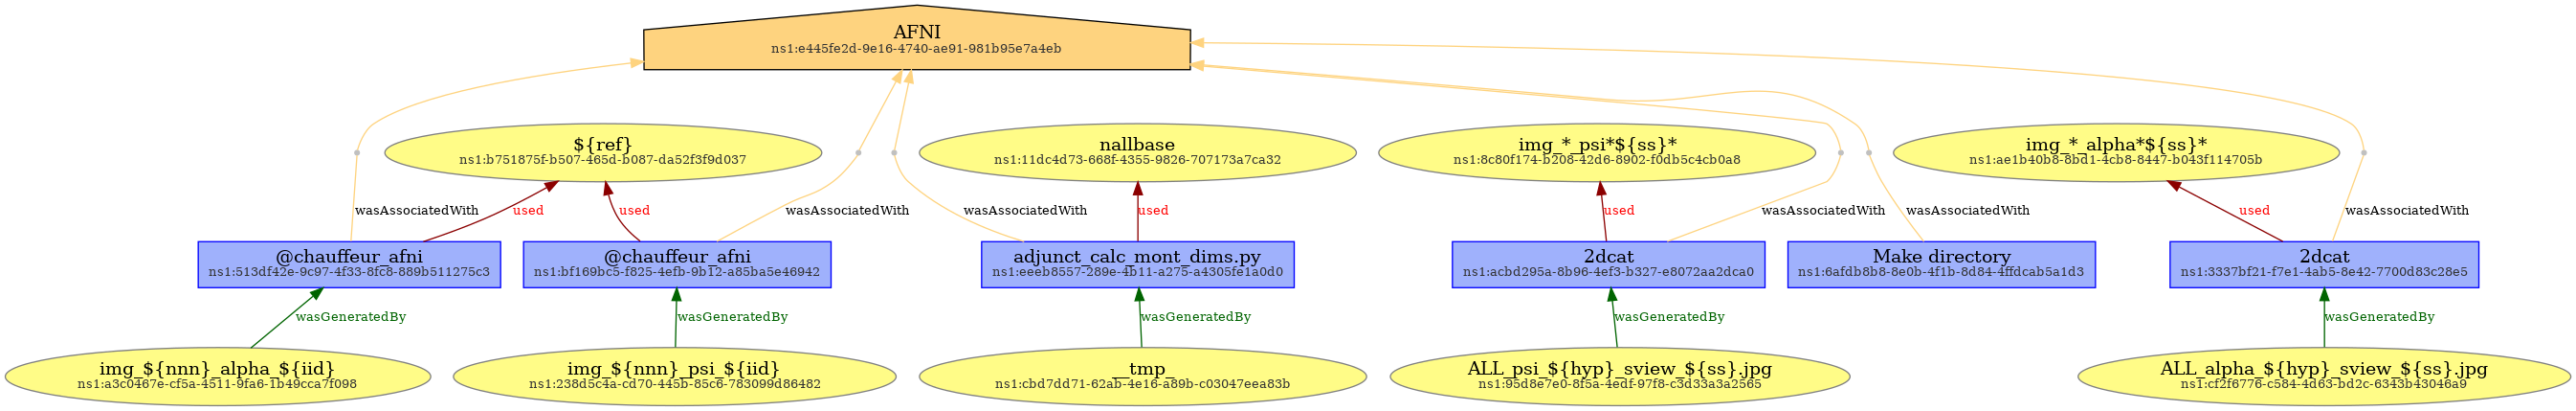 AFNI
ns1:e445fe2d-9e16-4740-ae91-981b95e7a4eb
${ref}
ns1:b751875f-b507-465d-b087-da52f3f9d037
nallbase
ns1:11dc4d73-668f-4355-9826-707173a7ca32
img_*_psi*${ss}*
ns1:8c80f174-b208-42d6-8902-f0db5c4cb0a8
img_*_alpha*${ss}*
ns1:ae1b40b8-8bd1-4cb8-8447-b043f114705b
wasAssociatedWith
used
used
wasAssociatedWith
wasAssociatedWith
used
used
wasAssociatedWith
wasAssociatedWith
used
wasAssociatedWith
@chauffeur_afni
ns1:513df42e-9c97-4f33-8fc8-889b511275c3
@chauffeur_afni
ns1:bf169bc5-f825-4efb-9b12-a85ba5e46942
adjunct_calc_mont_dims.py
ns1:eeeb8557-289e-4b11-a275-a4305fe1a0d0
2dcat
ns1:acbd295a-8b96-4ef3-b327-e8072aa2dca0
Make directory
ns1:6afdb8b8-8e0b-4f1b-8d84-4ffdcab5a1d3
2dcat
ns1:3337bf21-f7e1-4ab5-8e42-7700d83c28e5
wasGeneratedBy
wasGeneratedBy
wasGeneratedBy
wasGeneratedBy
wasGeneratedBy
img_${nnn}_alpha_${iid}
ns1:a3c0467e-cf5a-4511-9fa6-1b49cca7f098
img_${nnn}_psi_${iid}
ns1:238d5c4a-cd70-445b-85c6-783099d86482
__tmp_
ns1:cbd7dd71-62ab-4e16-a89b-c03047eea83b
ALL_psi_${hyp}_sview_${ss}.jpg
ns1:95d8e7e0-8f5a-4edf-97f8-c3d33a3a2565
ALL_alpha_${hyp}_sview_${ss}.jpg
ns1:cf2f6776-c584-4d63-bd2c-6343b43046a9